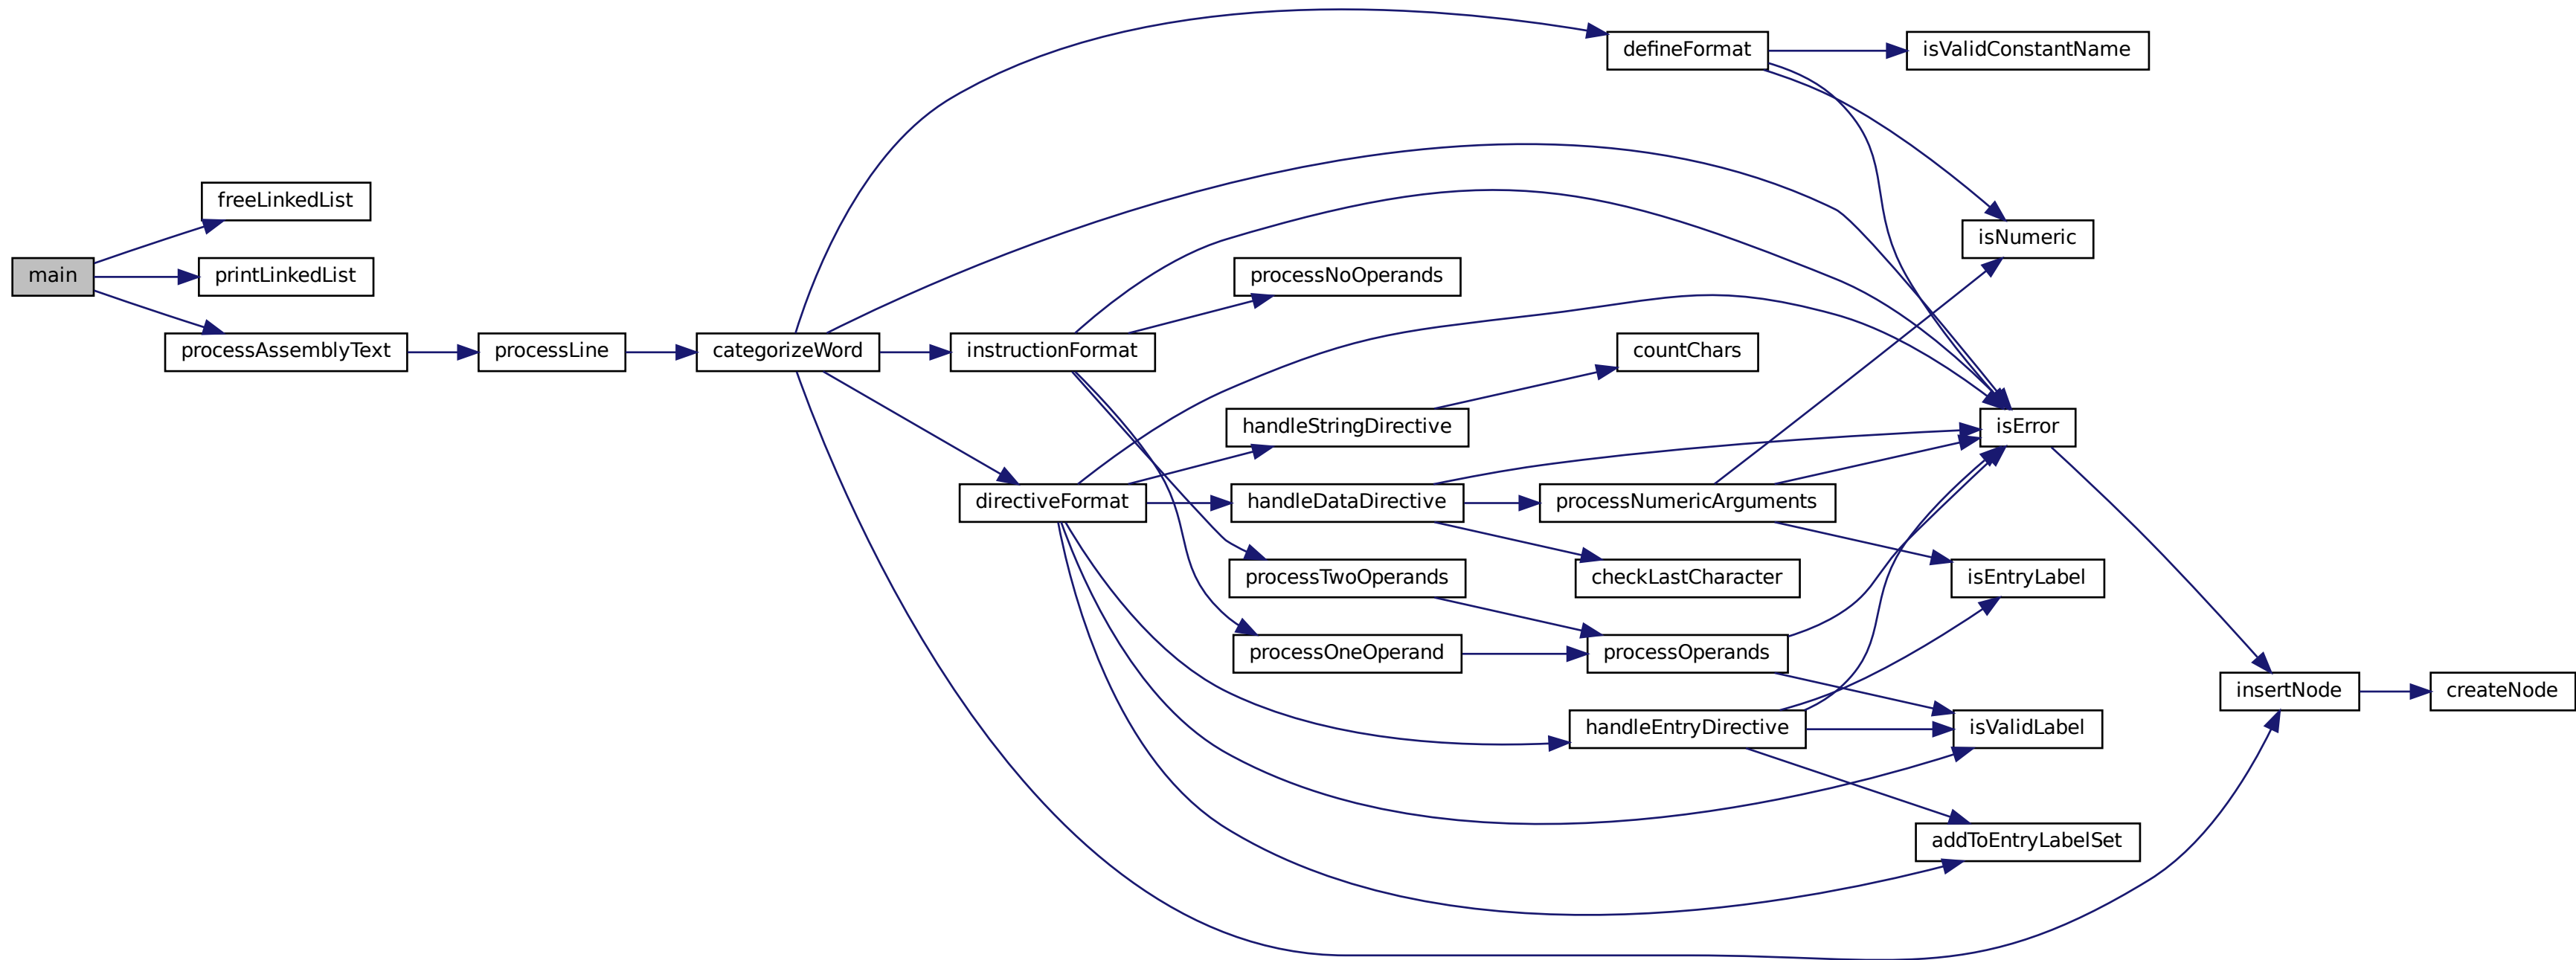 main
freeLinkedList
printLinkedList
processAssemblyText
processLine
categorizeWord
defineFormat
instructionFormat
directiveFormat
isValidConstantName
isNumeric
processNoOperands
countChars
handleStringDirective
isError
handleDataDirective
processNumericArguments
processTwoOperands
checkLastCharacter
isEntryLabel
processOneOperand
processOperands
handleEntryDirective
isValidLabel
addToEntryLabelSet
insertNode
createNode